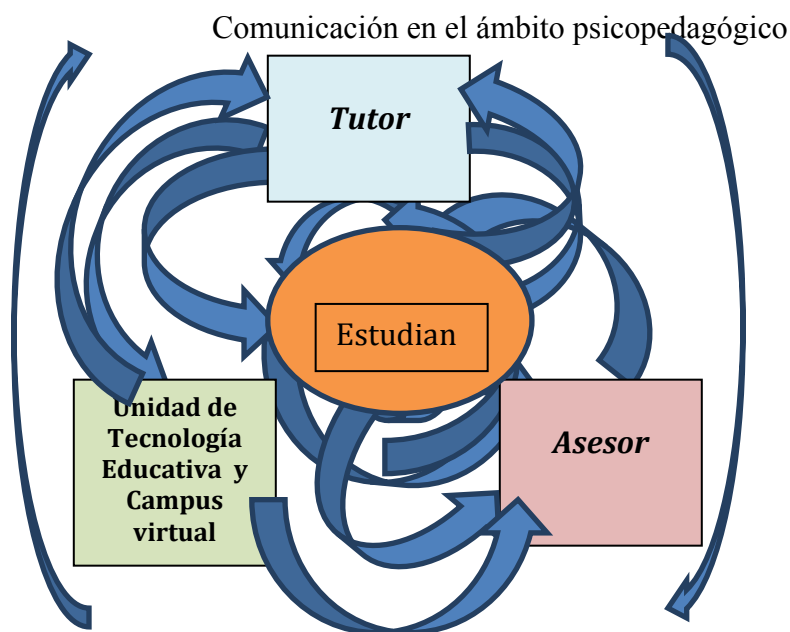 Comunicación en el ámbito psicopedagógico
Tutor
Estudian
Unidad de
Tecnología
Educativa y
Campus
virtual
Asesor